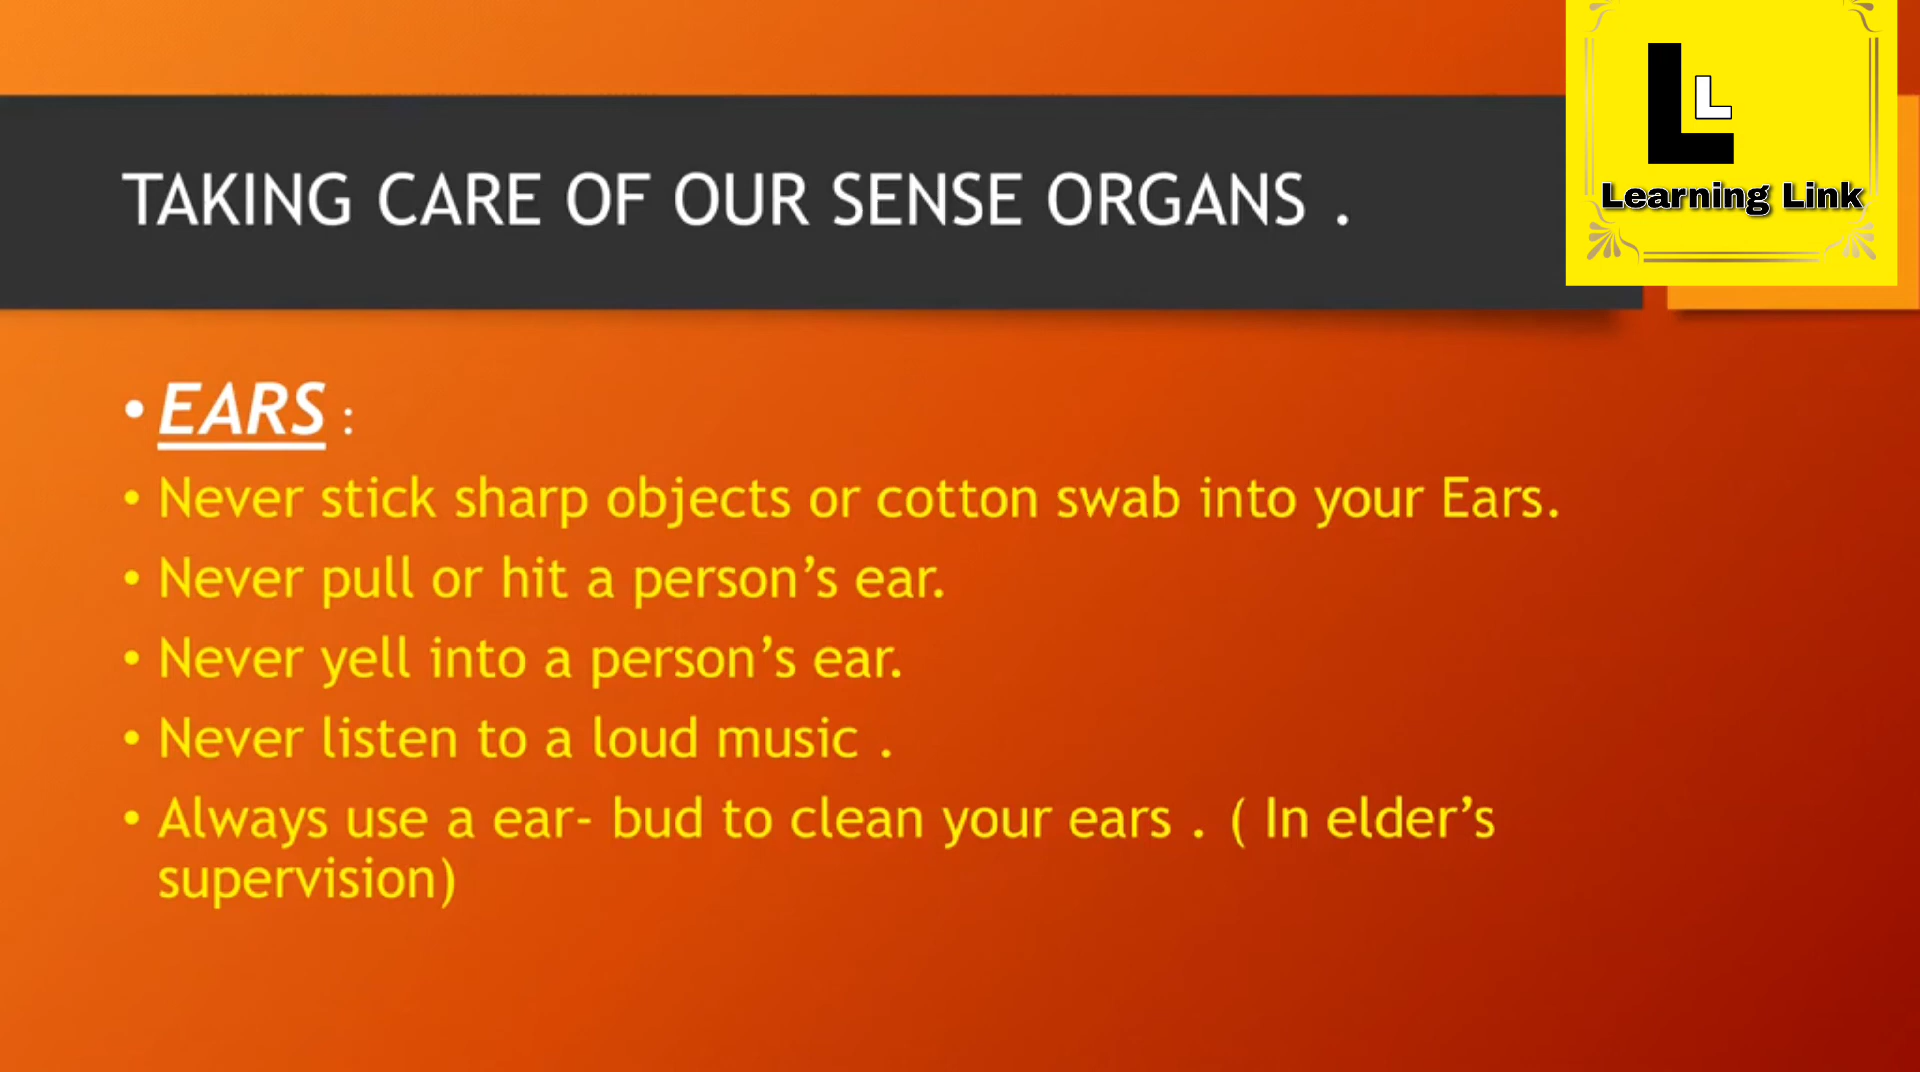 L
L
Learning Link
TAKING CARE OF OUR SENSE ORGANS .
• EARS :
• Never stick sharp objects or cotton swab into your Ears.
• Never pull or hit a person’s ear.
• Never yell into a person’s ear.
• Never listen to a loud music .
• Always use a ear- bud to clean your ears . ( In elder’s
supervision)